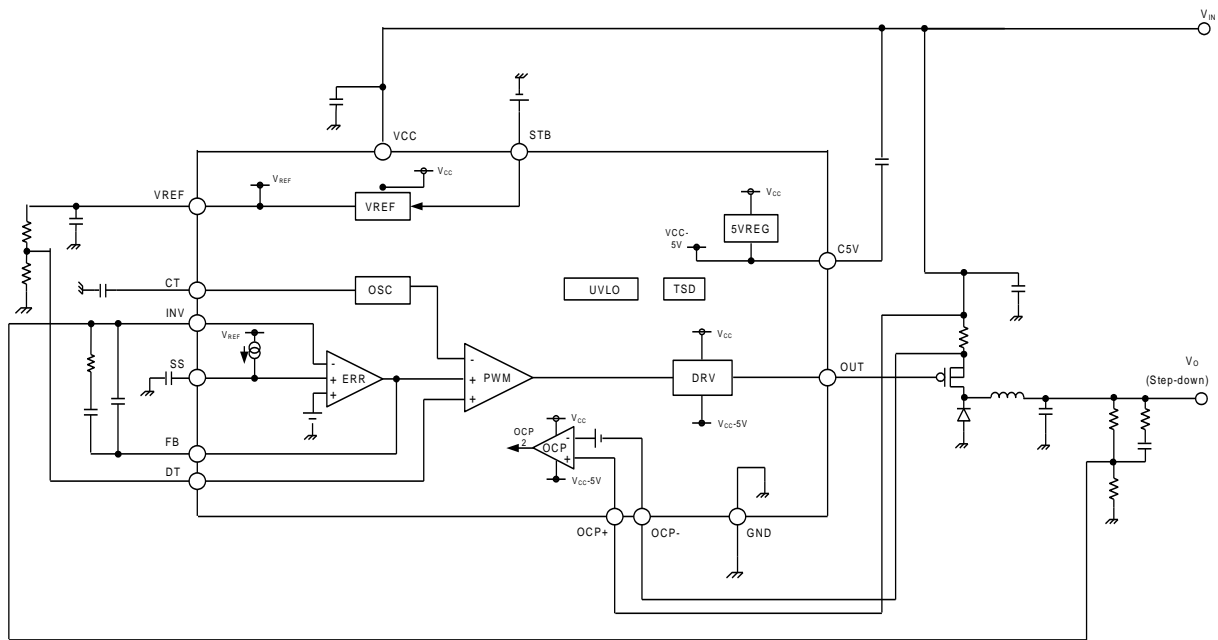 VIN
VCC
STB
VREF
VREF
VCC
VREF
VCC
5VREG
VCC-
5V
C5V
CT
OSC
UVLO
TSD
INV
VREF
VCC
SS
ERR
PWM
DRV
OUT
VO
(Step-down)
VCC
OCP
2
OCP
VCC-5V
FB
VCC-5V
DT
OCP+
OCP-
GND
-
+
+
-
+
+
-
+